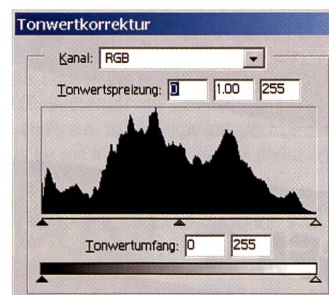 Tonwertkorrektur
Kanal: RGB
Tonwertspreizung: 0 1.00 255
Tonwertumfang: 0 255